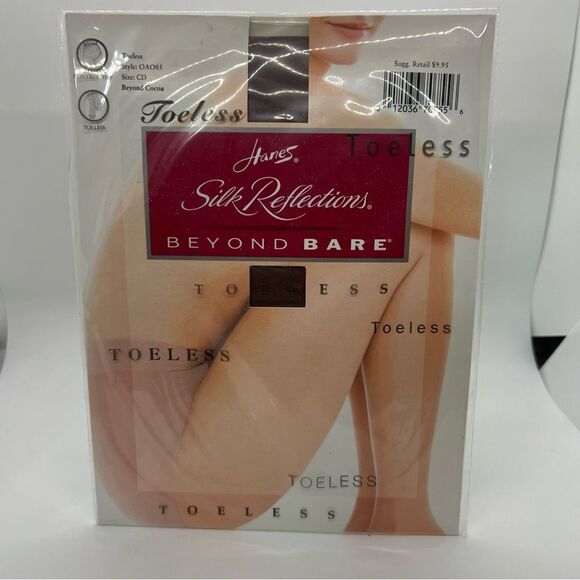 Toeless
Style: OAO85
Size: CD
Beyond Cocoa
TOELESS
Sugg. Retail $9.95
6
Toeless
Toeless
Hanes®
Silk Reflections®
BEYOND BARE®
TOELESS
Toeless
TOELESS
TOELESS
TOELESS